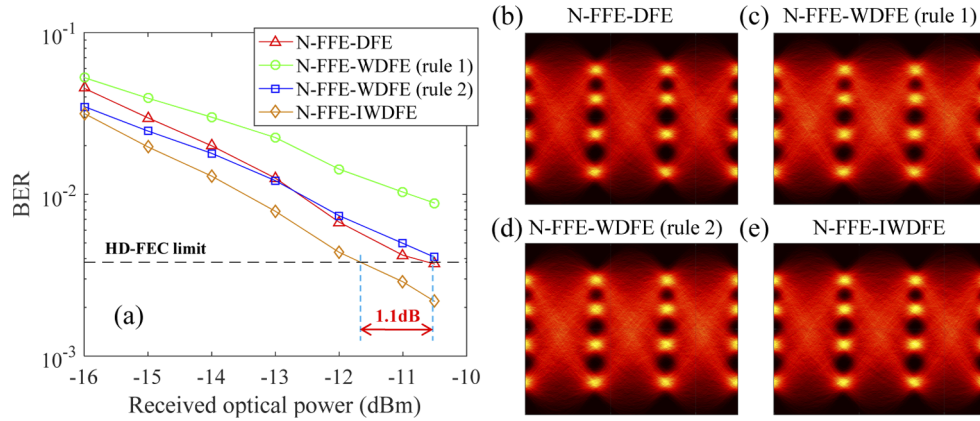 (b) N-FFE-DFE
(c) N-FFE-WDFE (rule 1)
10^-1
N-FFE-DFE
N-FFE-WDFE (rule 1)
N-FFE-WDFE (rule 2)
N-FFE-IWDFE
BER
10^-2
HD-FEC limit
(a)
1.1dB
10^-3
-16 -15 -14 -13 -12 -11 -10
Received optical power (dBm)
(d) N-FFE-WDFE (rule 2)
(e) N-FFE-IWDFE